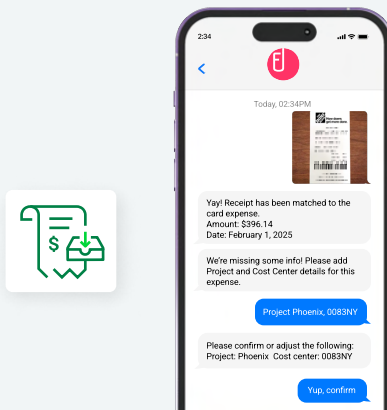 2:34
Today, 02:34PM
Yay! Receipt has been matched to the
card expense.
Amount: $396.14
Date: February 1, 2025
We're missing some info! Please add
Project and Cost Center details for this
expense.
Project Phoenix, 0083NY
Please confirm or adjust the following:
Project: Phoenix Cost center: 0083NY
Yup, confirm
$